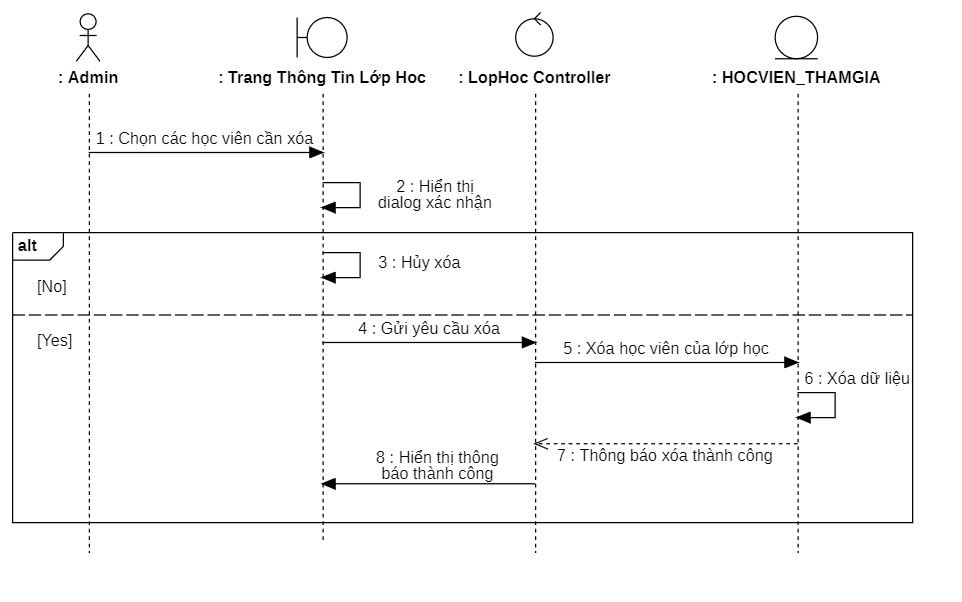 : Admin
: Trang Thông Tin Lớp Hoc
: LopHoc Controller
: HOCVIEN_THAMGIA
1 : Chọn các học viên cần xóa
2 : Hiển thị
dialog xác nhận
alt
3 : Hủy xóa
[No]
4 : Gửi yêu cầu xóa
[Yes]
5 : Xóa học viên của lớp học
6 : Xóa dữ liệu
7 : Thông báo xóa thành công
8 : Hiển thị thông
báo thành công